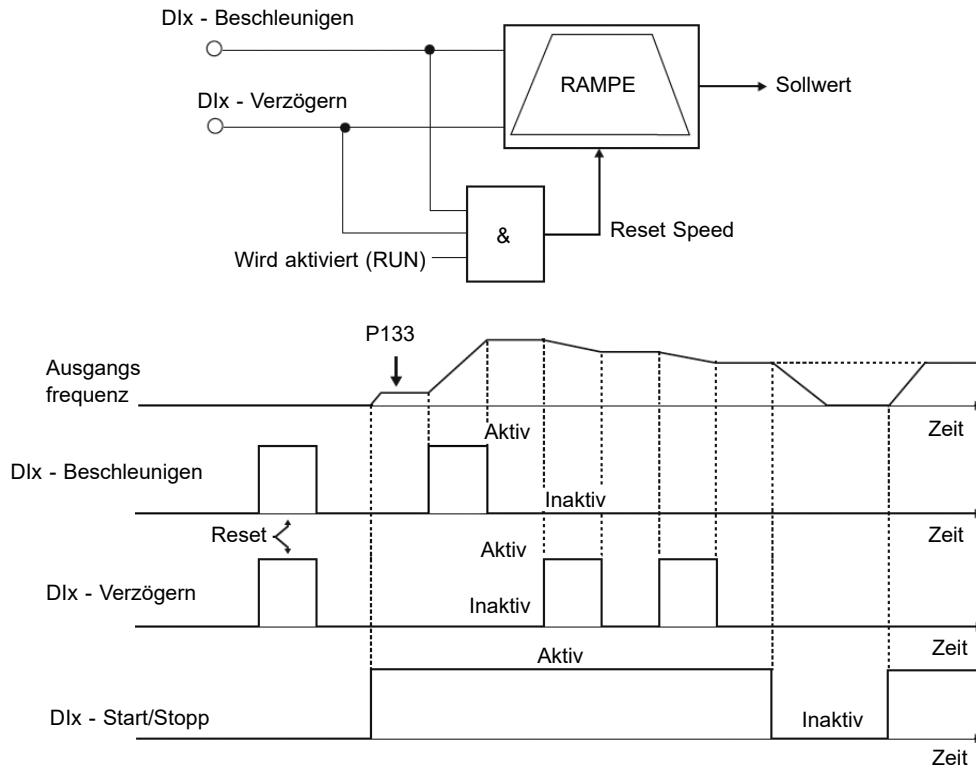 DIx - Beschleunigen
RAMPE
Sollwert
DIx - Verzögern
&
Reset Speed
Wird aktiviert (RUN)
P133
Ausgangs
frequenz
Zeit
Aktiv
DIx - Beschleunigen
Inaktiv
Zeit
Reset
Aktiv
DIx - Verzögern
Inaktiv
Zeit
Aktiv
DIx - Start/Stopp
Inaktiv
Zeit